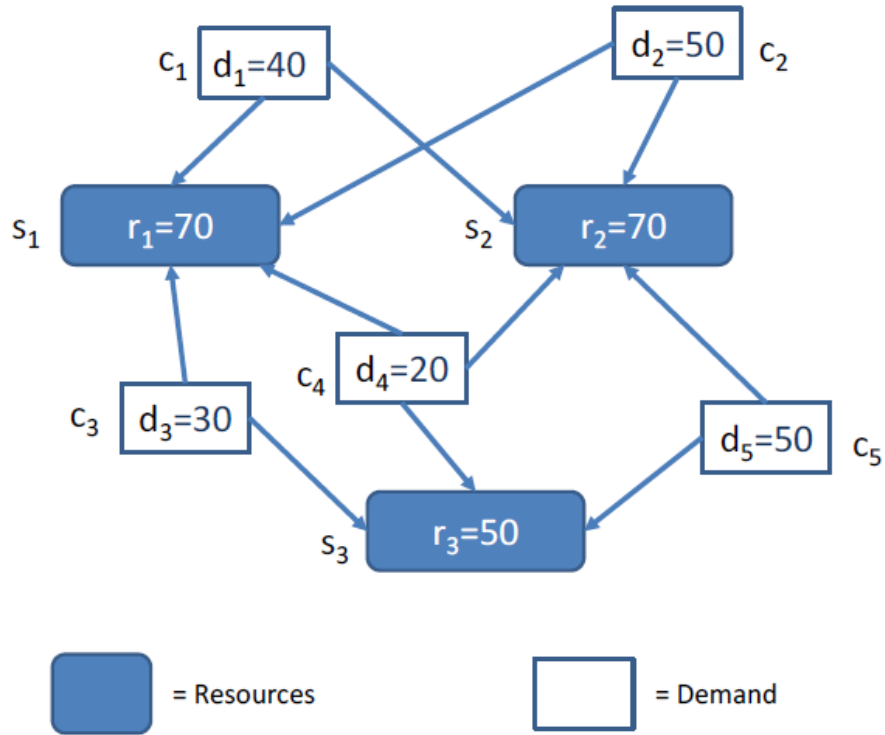 c₁ d₁=40
d₂=50 c₂
s₁ r₁=70
s₂ r₂=70
c₄ d₄=20
c₃ d₃=30
d₅=50 c₅
s₃ r₃=50
= Resources
= Demand